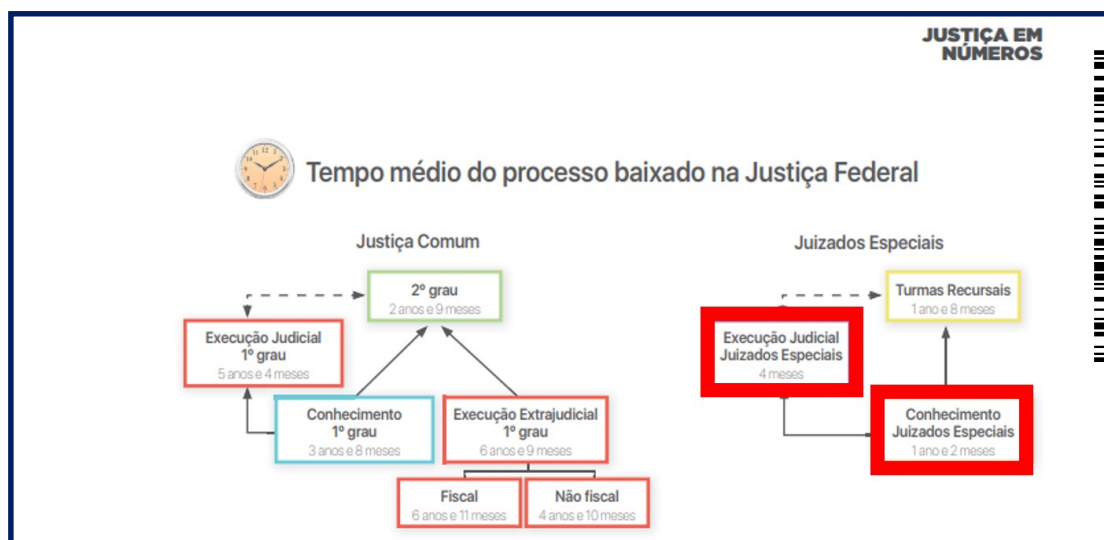 JUSTIÇA EM
NÚMEROS
Tempo médio do processo baixado na Justiça Federal
Justiça Comum
2º grau
2 anos e 9 meses
Execução Judicial
1º grau
5 anos e 4 meses
Conhecimento
1º grau
3 anos e 8 meses
Execução Extrajudicial
1º grau
6 anos e 9 meses
Fiscal
6 anos e 11 meses
Não fiscal
4 anos e 10 meses
Juizados Especiais
Turmas Recursais
1 ano e 8 meses
Execução Judicial
Juizados Especiais
4 meses
Conhecimento
Juizados Especiais
1 ano e 2 meses